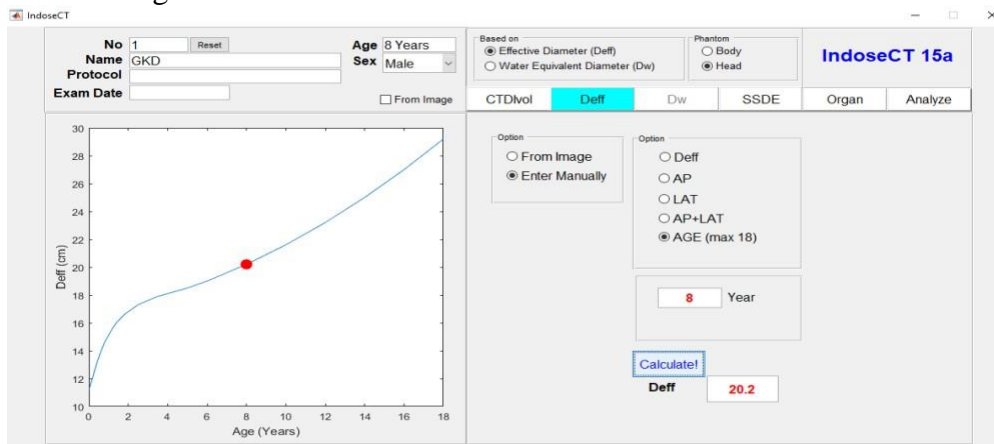 IndoseCT
No 1 Reset Age 8 Years
Name GKD Sex Male
Protocol
Exam Date From Image
Based on
Effective Diameter (Deff)
Water Equivalent Diameter (Dw)
Phantom
Body
Head
IndoseCT 15a
CTDIvol Deff Dw SSDE Organ Analyze
30
28
26
24
22
20
18
16
14
12
10
Deff (cm)
0 2 4 6 8 10 12 14 16 18
Age (Years)
Option
From Image
Enter Manually
Option
Deff
AP
LAT
AP+LAT
AGE (max 18)
8 Year
Calculate!
Deff 20.2